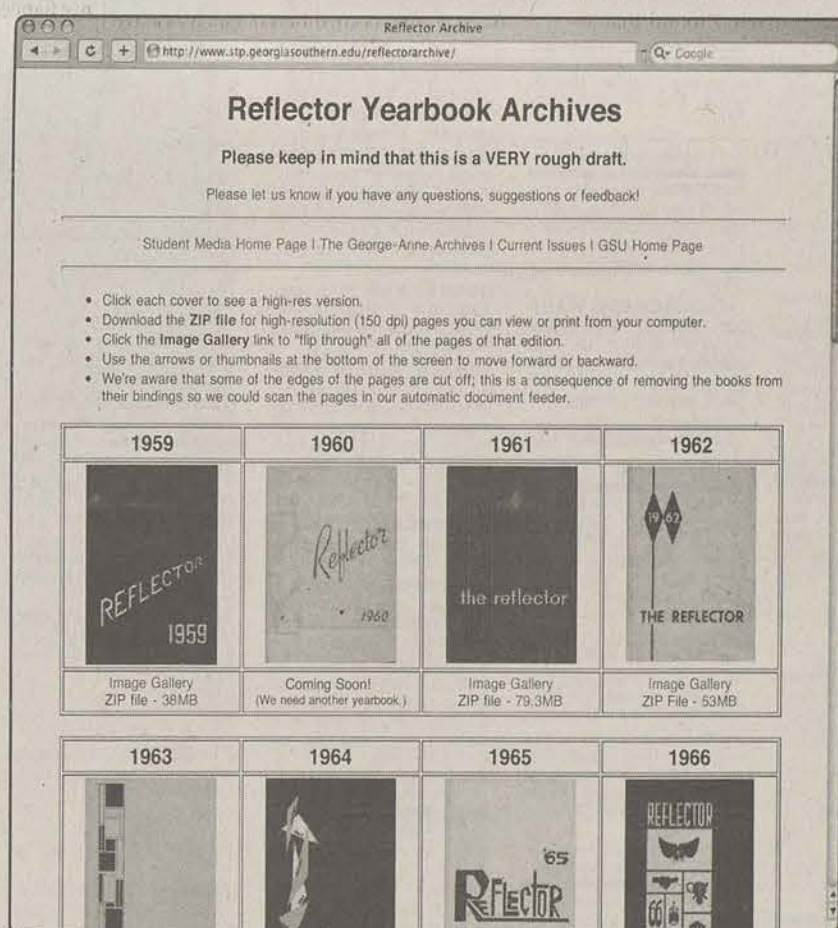 Reflector Archive
http://www.stp.georgiasouthern.edu/reflectorarchive/
Google
Reflector Yearbook Archives
Please keep in mind that this is a VERY rough draft.
Please let us know if you have any questions, suggestions or feedback!
Student Media Home Page | The George-Anne Archives | Current Issues | GSU Home Page
• Click each cover to see a high-res version.
• Download the ZIP file for high-resolution (150 dpi) pages you can view or print from your computer.
• Click the Image Gallery link to "flip through" all of the pages of that edition.
• Use the arrows or thumbnails at the bottom of the screen to move forward or backward.
• We're aware that some of the edges of the pages are cut off; this is a consequence of removing the books from
their bindings so we could scan the pages in our automatic document feeder.
1959 1960 1961 1962
REFLECTOR
1959
Reflector
1960
the reflector
19 62
THE REFLECTOR
Image Gallery
ZIP file - 38MB
Coming Soon!
(We need another yearbook.)
Image Gallery
ZIP file - 79.3MB
Image Gallery
ZIP File - 53MB
1963 1964 1965 1966
'65
REFLECTOR
REFLECTOR
66